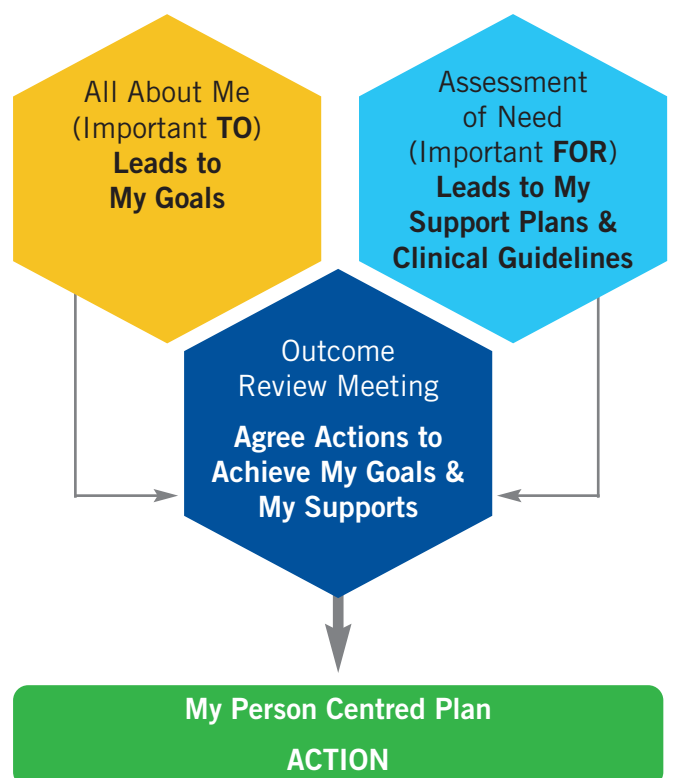 All About Me
(Important TO)
Leads to
My Goals
Assessment
of Need
(Important FOR)
Leads to My
Support Plans &
Clinical Guidelines
Outcome
Review Meeting
Agree Actions to
Achieve My Goals &
My Supports
My Person Centred Plan
ACTION